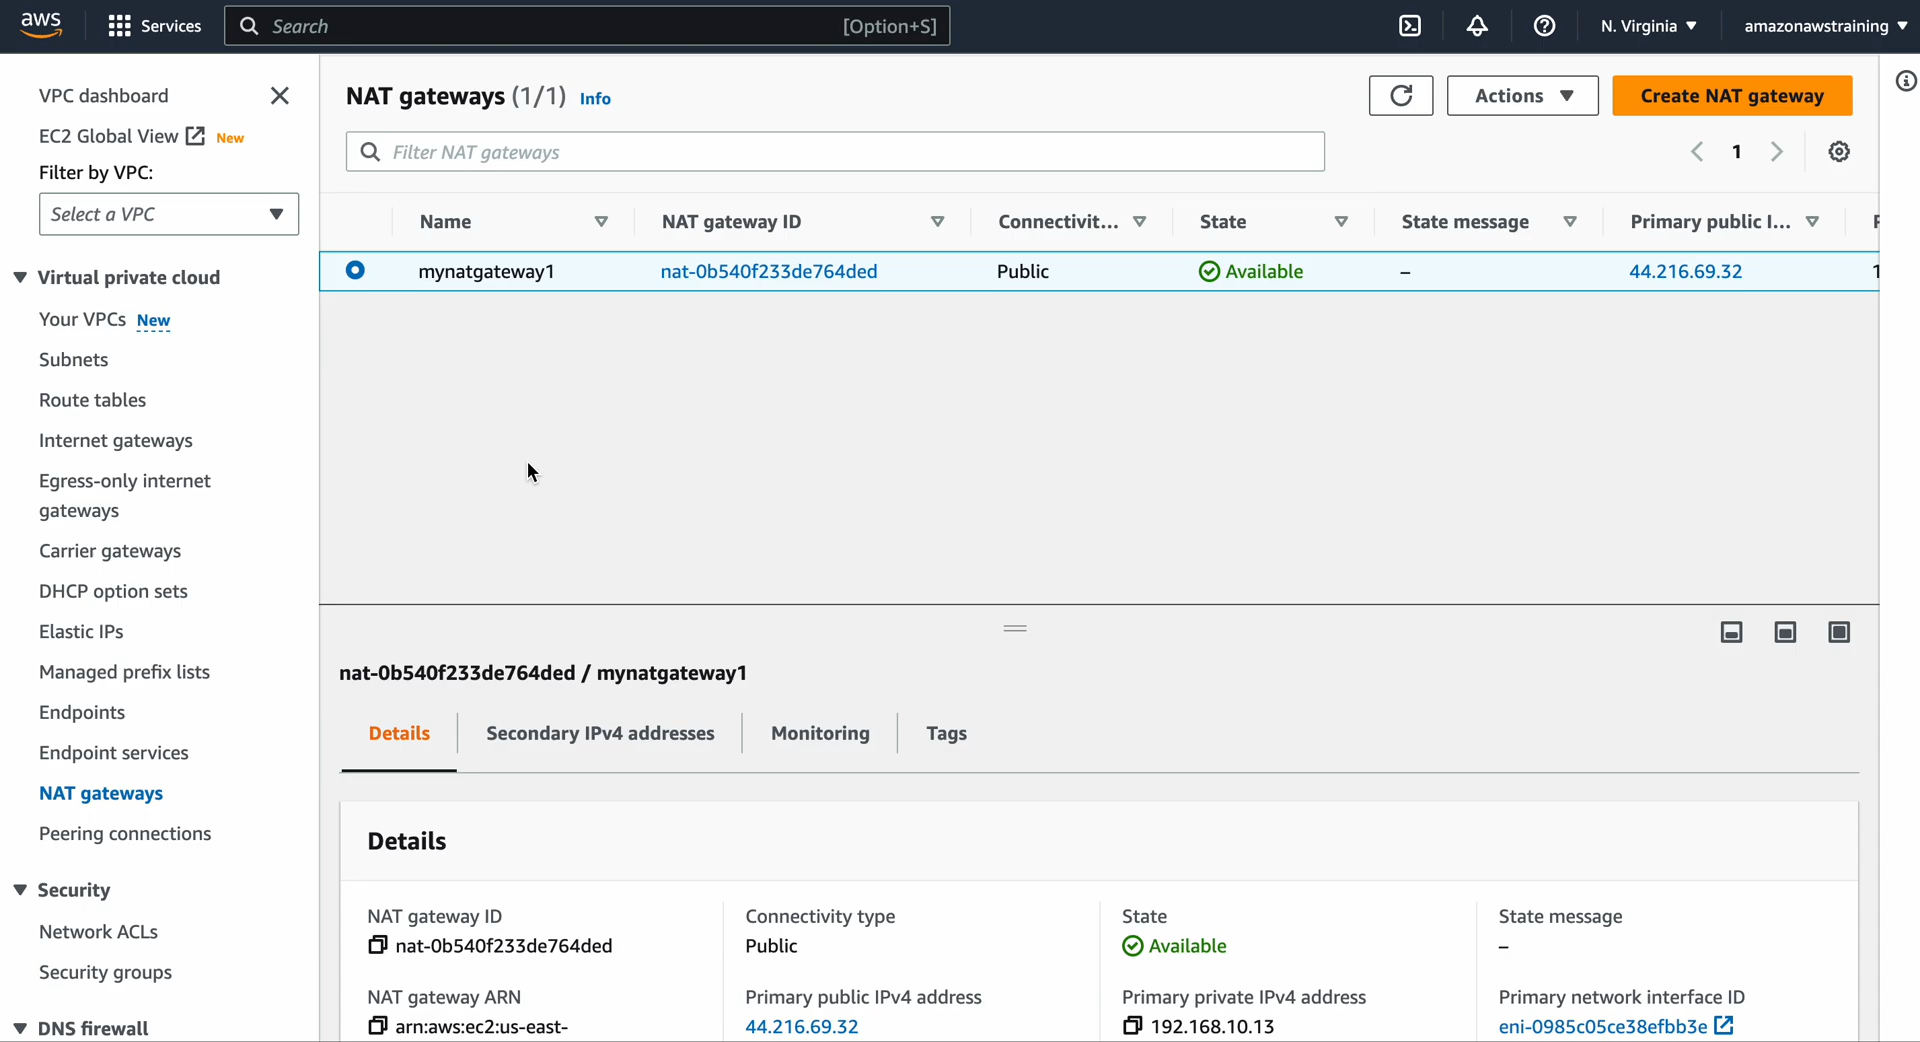 aws
Services
Search [Option+S]
N. Virginia
amazonawstraining
VPC dashboard
EC2 Global View New
Filter by VPC:
Select a VPC
Virtual private cloud
Your VPCs New
Subnets
Route tables
Internet gateways
Egress-only internet
gateways
Carrier gateways
DHCP option sets
Elastic IPs
Managed prefix lists
Endpoints
Endpoint services
NAT gateways
Peering connections
Security
Network ACLs
Security groups
DNS firewall
NAT gateways (1/1) Info
Actions
Create NAT gateway
Filter NAT gateways
1
Name NAT gateway ID Connectivit... State State message Primary public I...
mynatgateway1 nat-0b540f233de764ded Public Available – 44.216.69.32 1
nat-0b540f233de764ded / mynatgateway1
Details Secondary IPv4 addresses Monitoring Tags
Details
NAT gateway ID Connectivity type State State message
nat-0b540f233de764ded Public Available –
NAT gateway ARN Primary public IPv4 address Primary private IPv4 address Primary network interface ID
arn:aws:ec2:us-east- 44.216.69.32 192.168.10.13 eni-0985c05ce38efbb3e